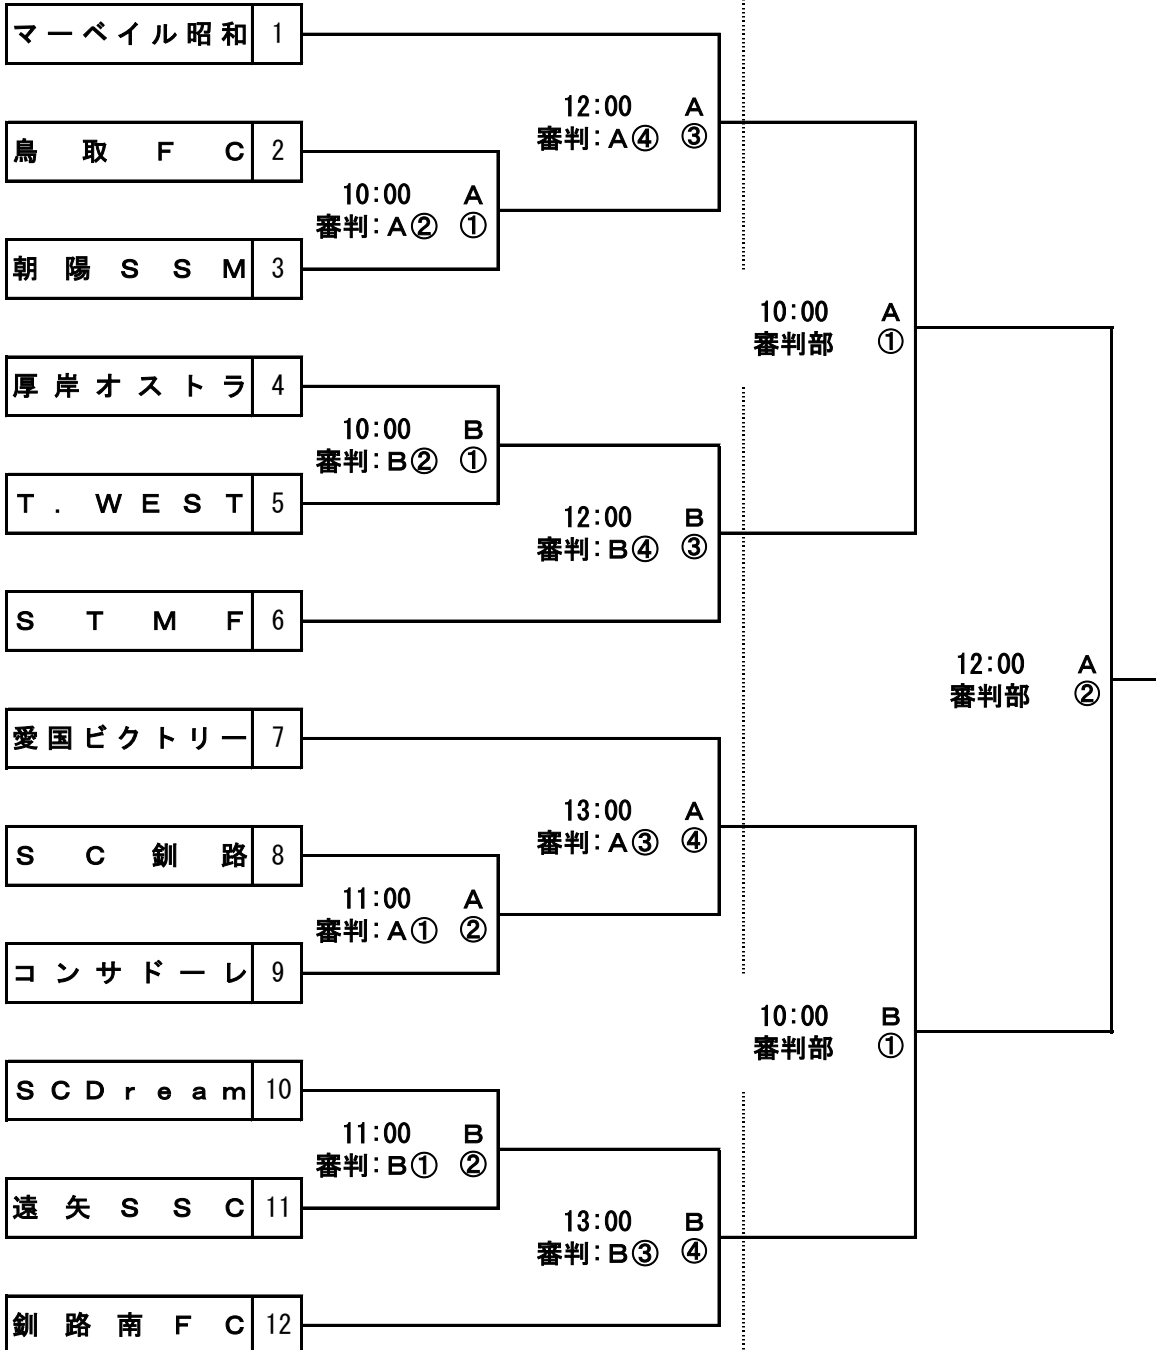 マーベイル昭和 1
12:00 A
審判:A④ ③
鳥取FC 2
10:00 A
審判:A② ①
朝陽SSM 3
10:00 A
審判部 ①
厚岸オストラ 4
10:00 B
審判:B② ①
T.WEST 5
12:00 B
審判:B④ ③
STMF 6
12:00 A
審判部 ②
愛国ビクトリー 7
13:00 A
審判:A③ ④
SC釧路 8
11:00 A
審判:A① ②
コンサドーレ 9
10:00 B
審判部 ①
SCDream 10
11:00 B
審判:B① ②
遠矢SSC 11
13:00 B
審判:B③ ④
釧路南FC 12